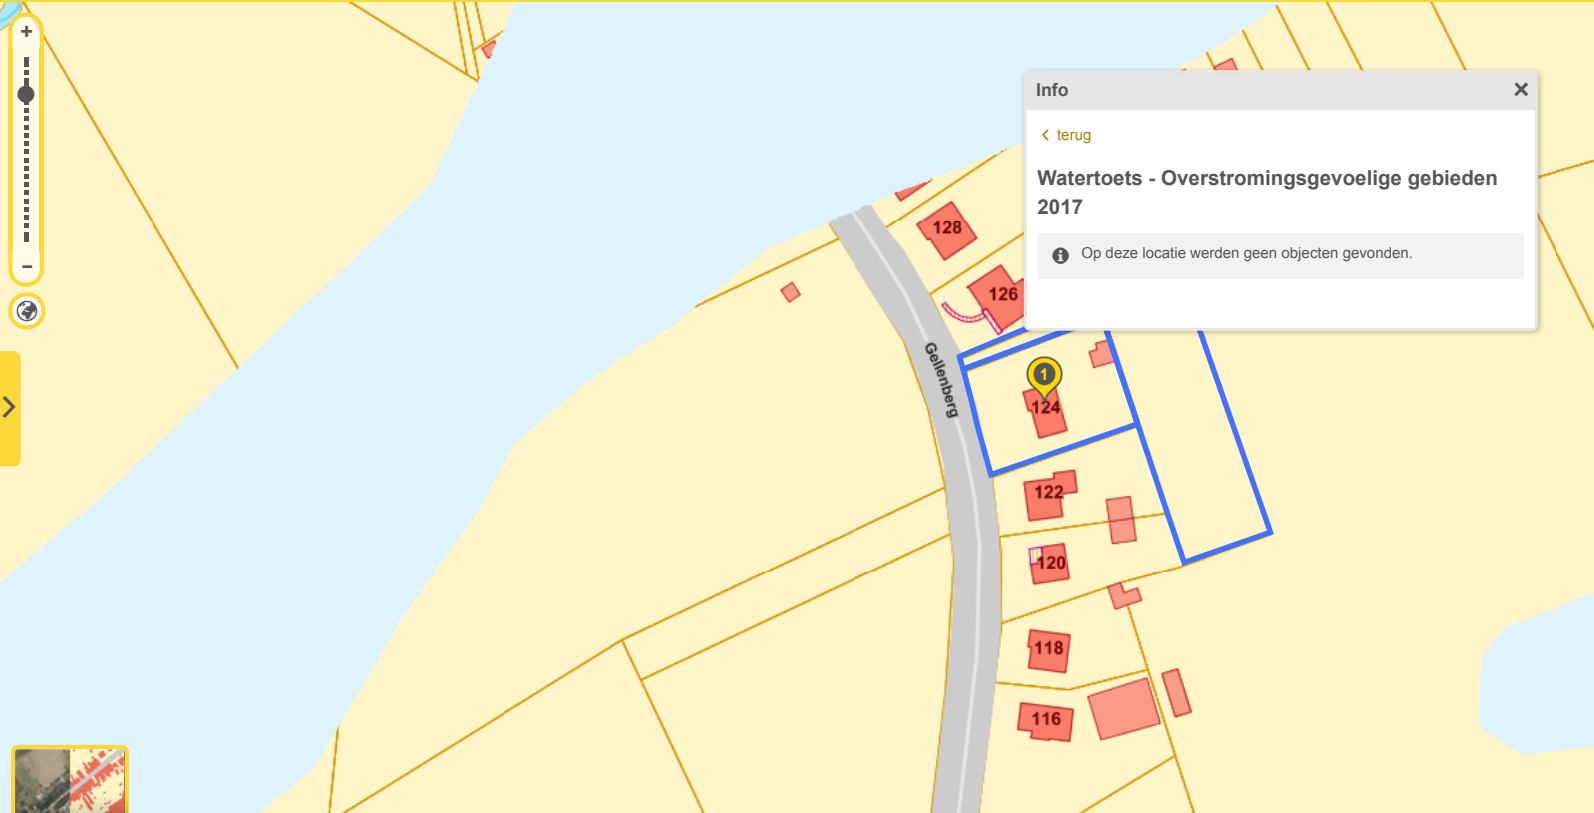 Info
terug
Watertoets - Overstromingsgevoelige gebieden
2017
Op deze locatie werden geen objecten gevonden.
128
126
Gellenberg
1
124
122
120
118
116